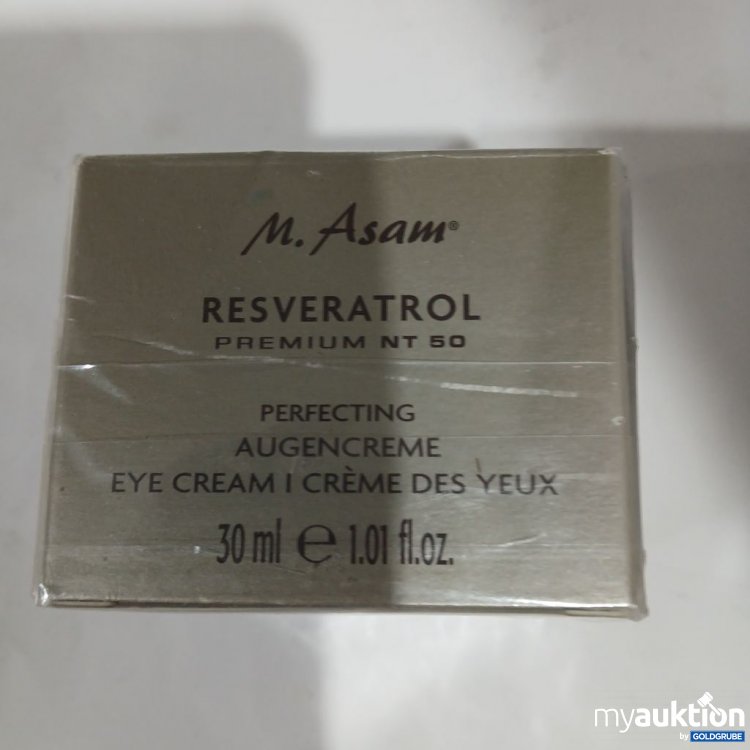 M. Asam®
RESVERATROL
PREMIUM NT 50
PERFECTING
AUGENCREME
EYE CREAM I CRÈME DES YEUX
30 ml ℮ 1.01 fl.oz.
myauktion
by GOLDGRUBE